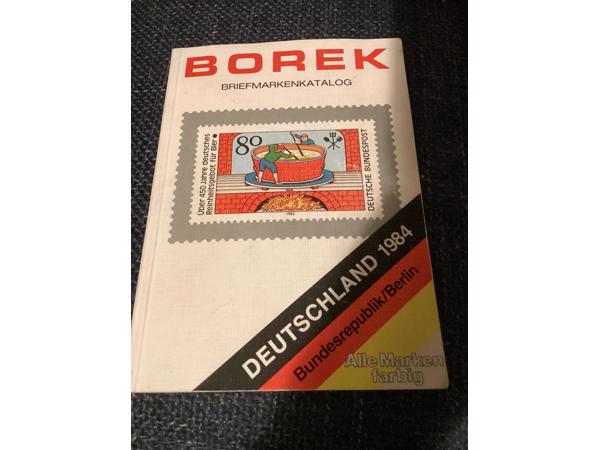 BOREK
BRIEFMARKENKATALOG
80
Über 450 Jahre deutsches
Reinheitsgebot für Bier
DEUTSCHE BUNDESPOST
1983
DEUTSCHLAND 1984
Bundesrepublik/Berlin
Alle Marken
farbig